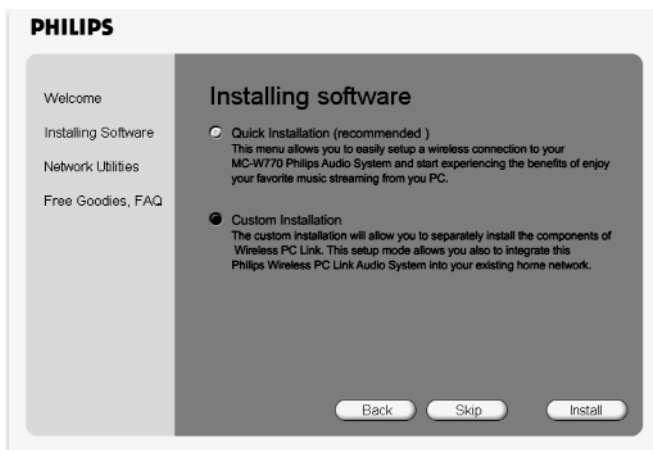 PHILIPS
Welcome
Installing Software
Network Utilities
Free Goodies, FAQ
Installing software
Quick Installation (recommended )
This menu allows you to easily setup a wireless connection to your
MC-W770 Philips Audio System and start experiencing the benefits of enjoy
your favorite music streaming from you PC.
Custom Installation
The custom installation will allow you to separately install the components of
Wireless PC Link. This setup mode allows you also to integrate this
Philips Wireless PC Link Audio System into your existing home network.
Back
Skip
Install